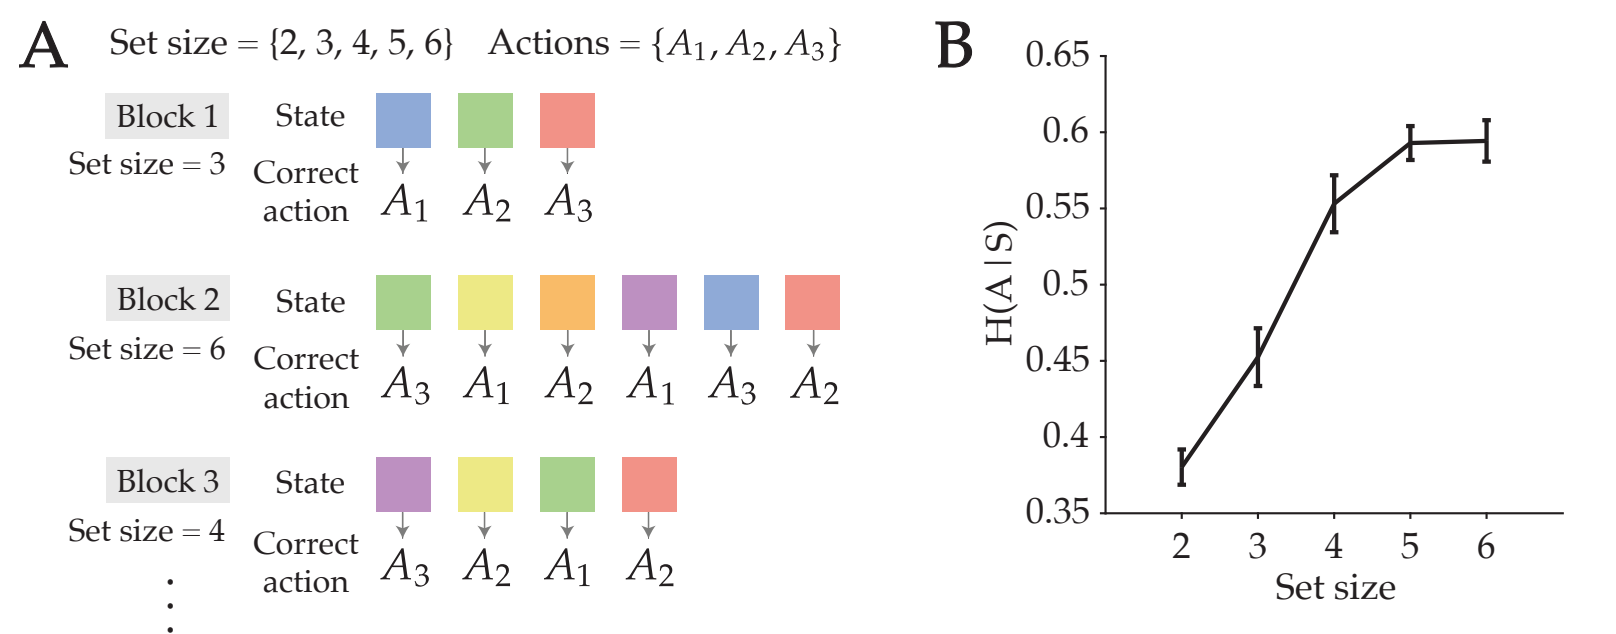 A
Set size = {2, 3, 4, 5, 6} Actions = {A₁, A₂, A₃}
Block 1
State
Set size = 3
Correct
action
A₁ A₂ A₃
Block 2
State
Set size = 6
Correct
action
A₃ A₁ A₂ A₁ A₃ A₂
Block 3
State
Set size = 4
Correct
action
A₃ A₂ A₁ A₂
B
0.65
0.6
0.55
0.5
0.45
0.4
0.35
H(A | S)
2 3 4 5 6
Set size